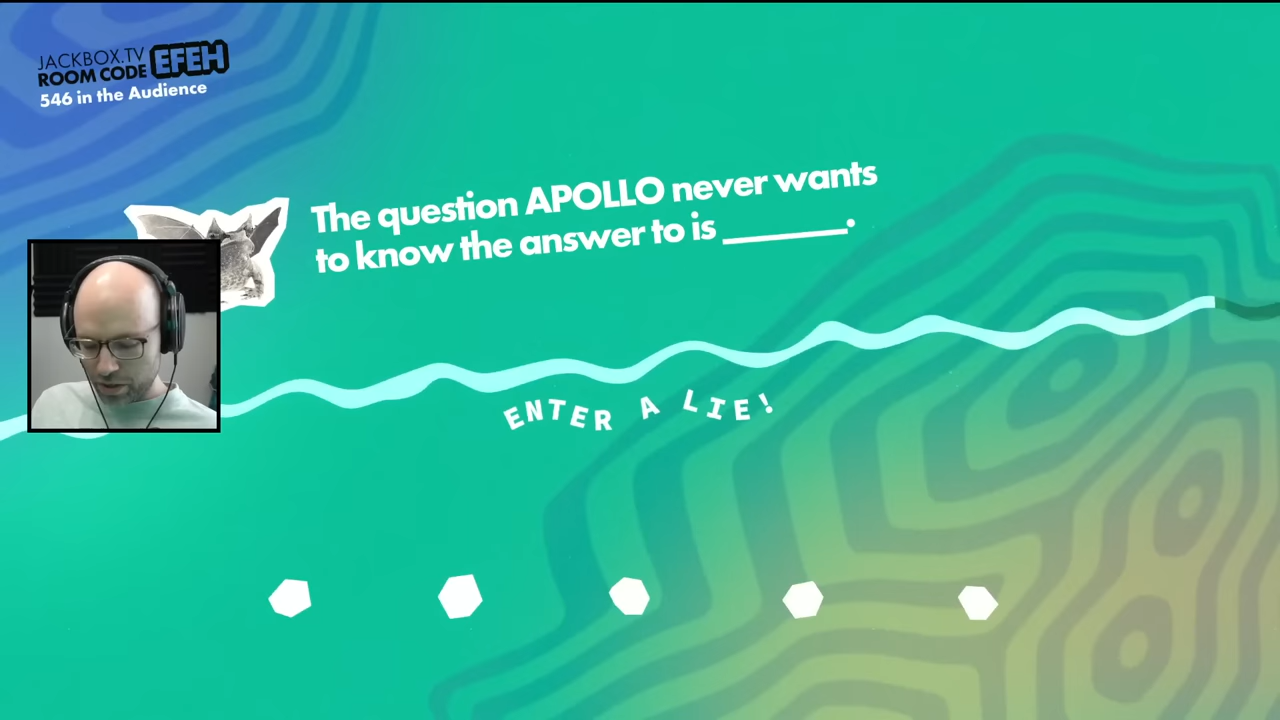 JACKBOX.TV
ROOM CODE EFEH
546 in the Audience
The question APOLLO never wants
to know the answer to is ________.
ENTER A LIE!